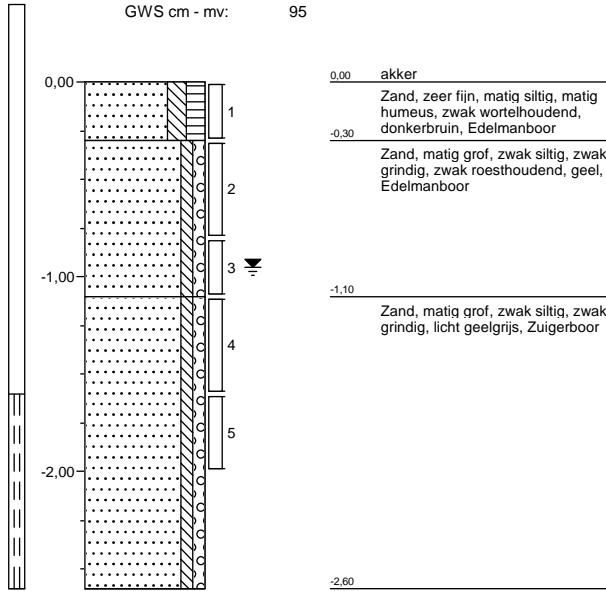 GWS cm - mv: 95
0,00
-1,00
-2,00
1
2
3
4
5
0,00 akker
Zand, zeer fijn, matig siltig, matig
humeus, zwak wortelhoudend,
donkerbruin, Edelmanboor
-0,30
Zand, matig grof, zwak siltig, zwak
grindig, zwak roesthoudend, geel,
Edelmanboor
-1,10
Zand, matig grof, zwak siltig, zwak
grindig, licht geelgrijs, Zuigerboor
-2,60